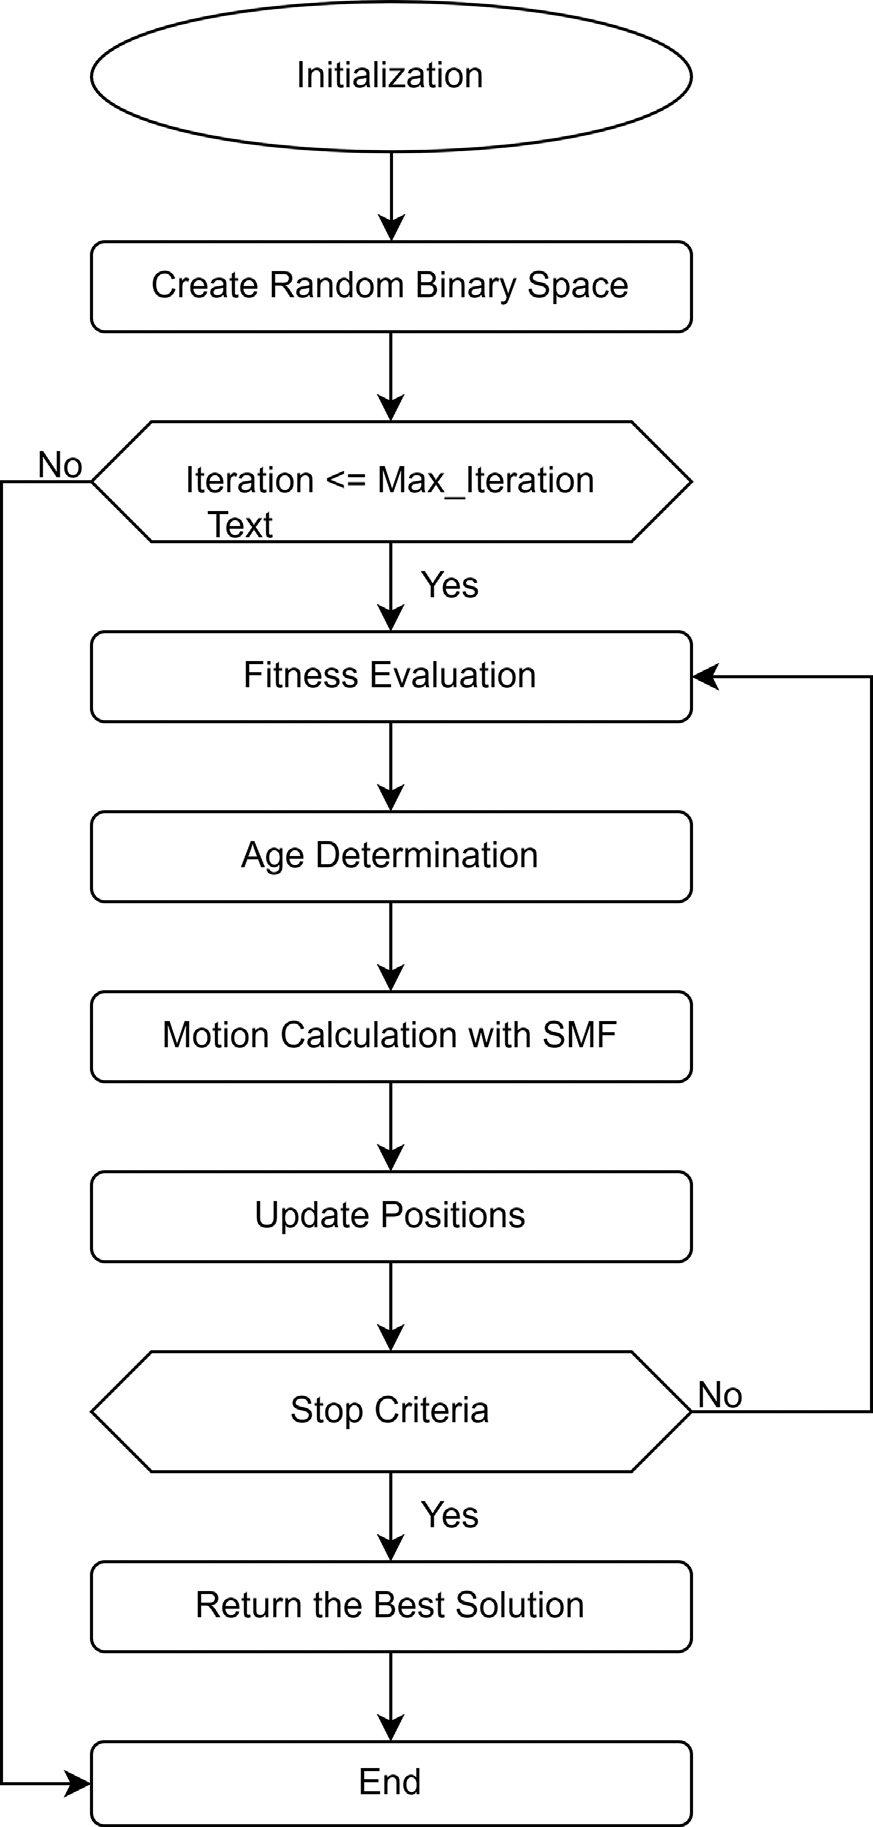 Initialization
Create Random Binary Space
No
Iteration <= Max_Iteration
Text
Yes
Fitness Evaluation
Age Determination
Motion Calculation with SMF
Update Positions
Stop Criteria
No
Yes
Return the Best Solution
End